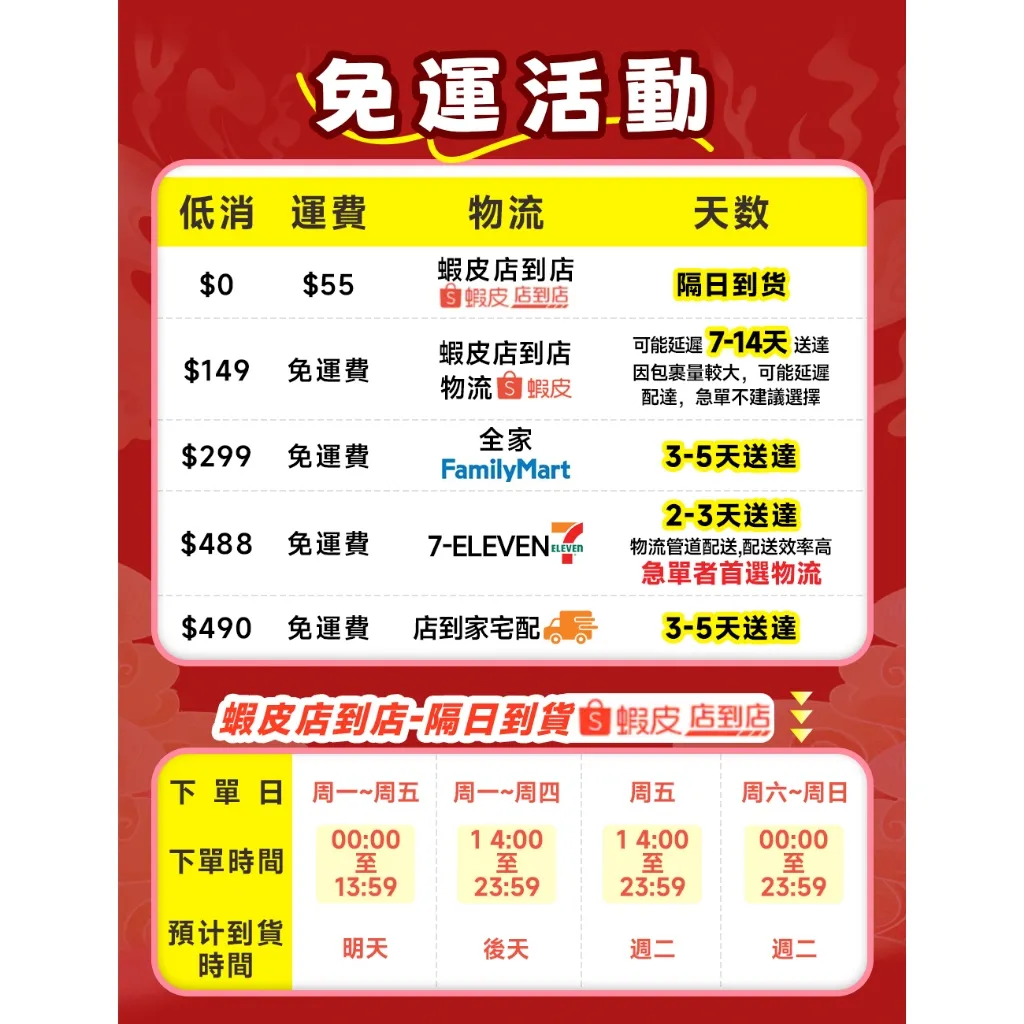 免運活動
低消 運費 物流 天数
$0 $55 蝦皮店到店 隔日到货
S 蝦皮 店到店
$149 免運費 蝦皮店到店 可能延遲 7-14天 送達
物流 S 蝦皮 因包裹量較大，可能延遲
配達，急單不建議選擇
$299 免運費 全家 3-5天送達
FamilyMart
$488 免運費 7-ELEVEN 7 ELEVEN 2-3天送達
物流管道配送,配送效率高
急單者首選物流
$490 免運費 店到家宅配 3-5天送達
蝦皮店到店-隔日到貨 S 蝦皮 店到店
下單日 周一~周五 周一~周四 周五 周六~周日
下單時間 00:00 至 13:59 14:00 至 23:59 14:00 至 23:59 00:00 至 23:59
預计到貨時間 明天 後天 週二 週二